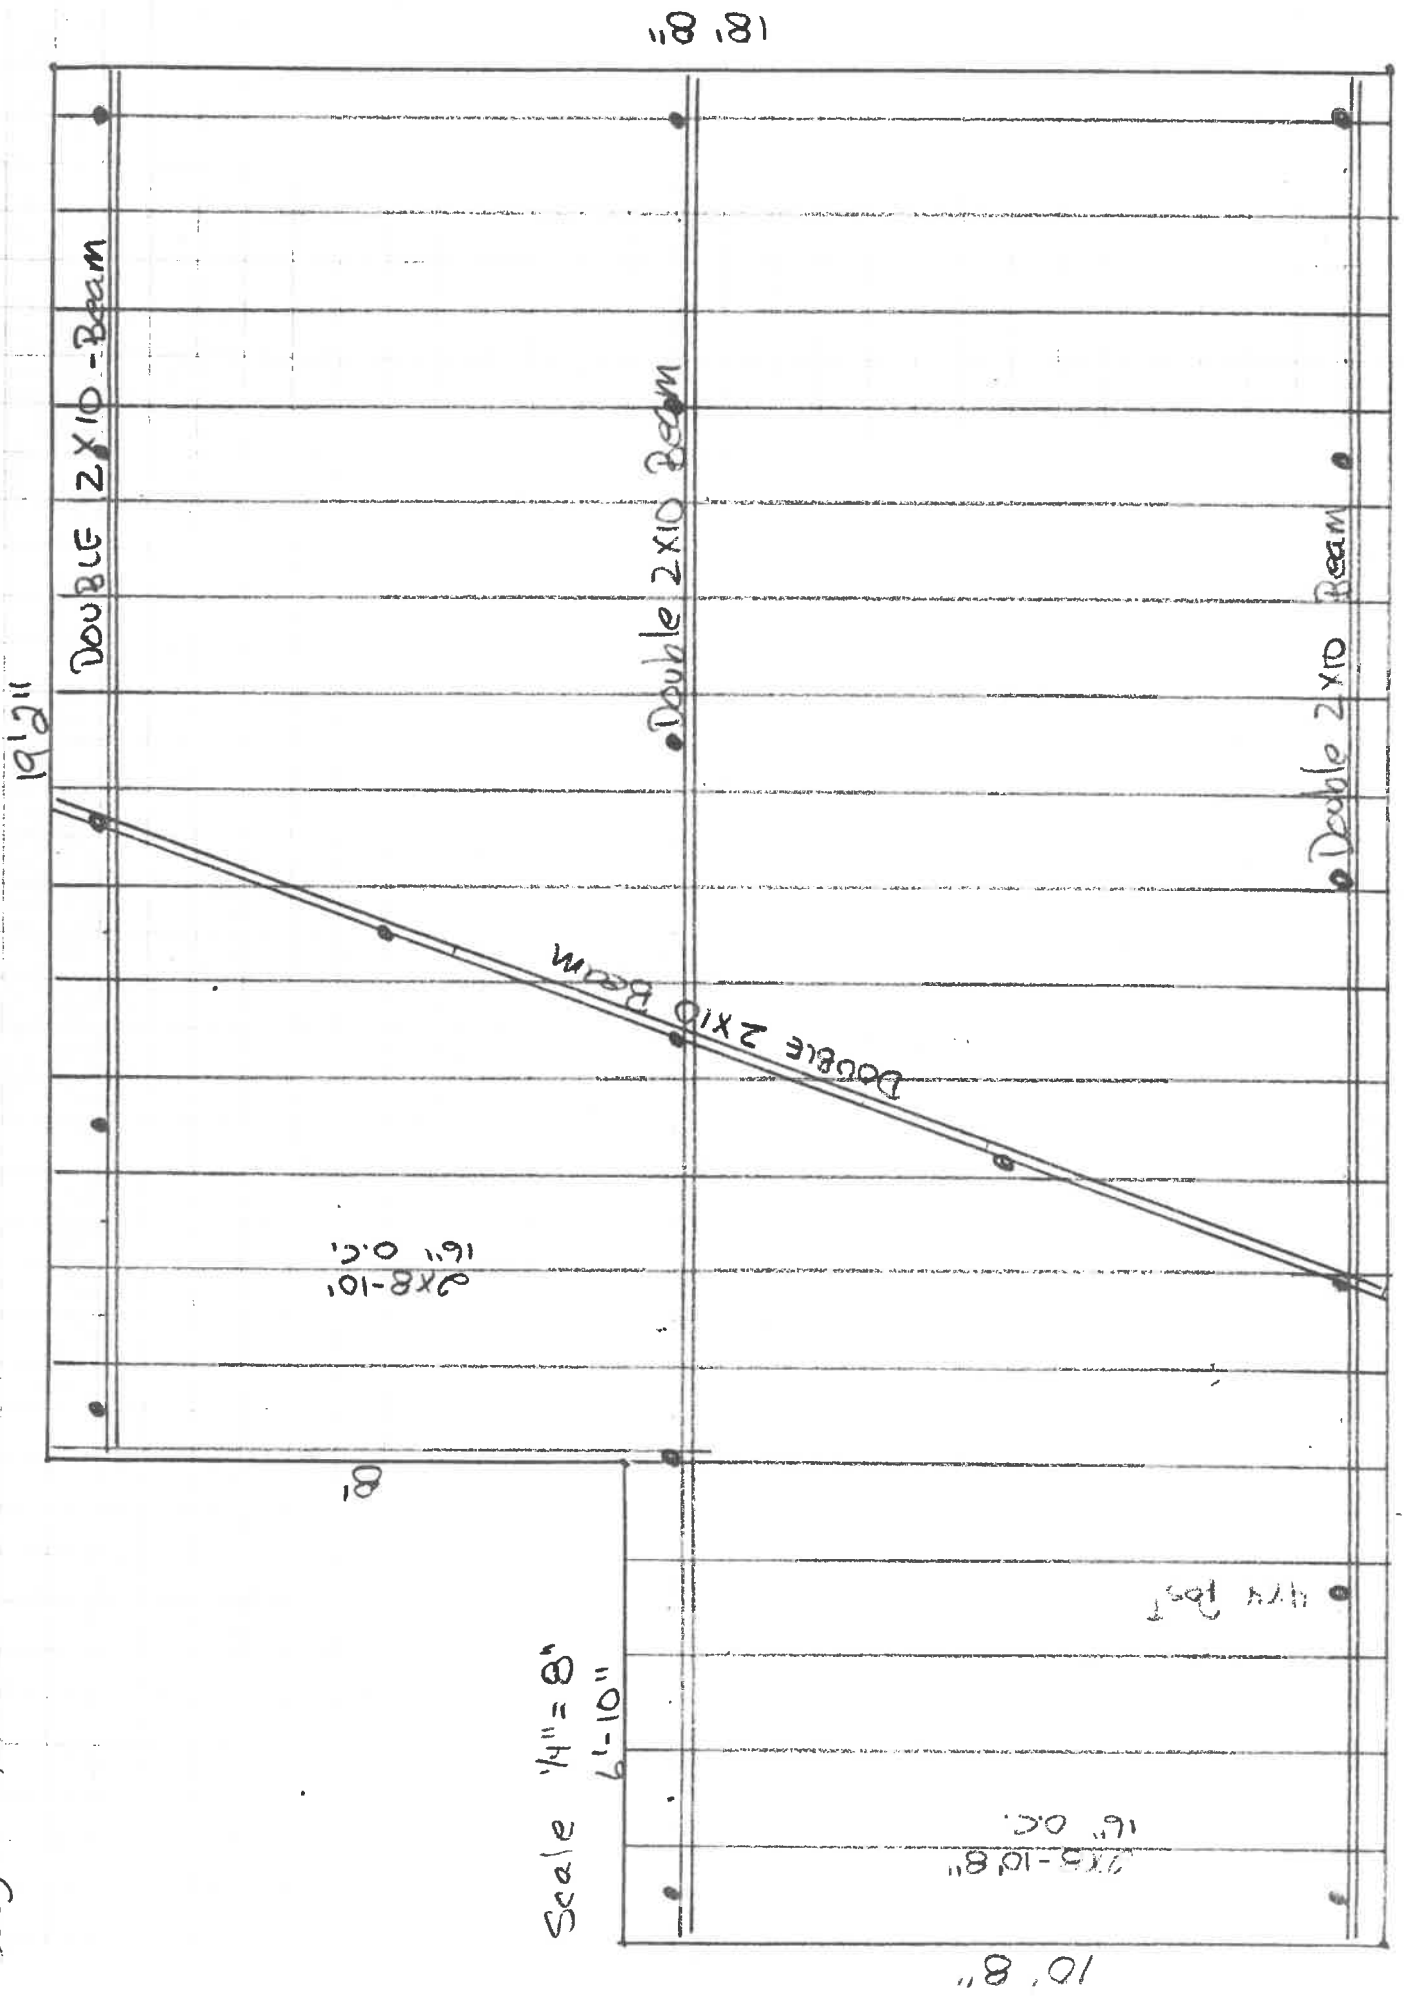 18' 8"
19' 2"
DOUBLE 2X10 - Beam
Double 2X10 Beam
Double 2X10 Beam
DOUBLE 2X10 Beam
2X8-10'
16" O.C.
8'
Scale 1/4" = 8"
6'-10"
4x4 Post
2X8-10'8"
16" O.C.
10' 8"